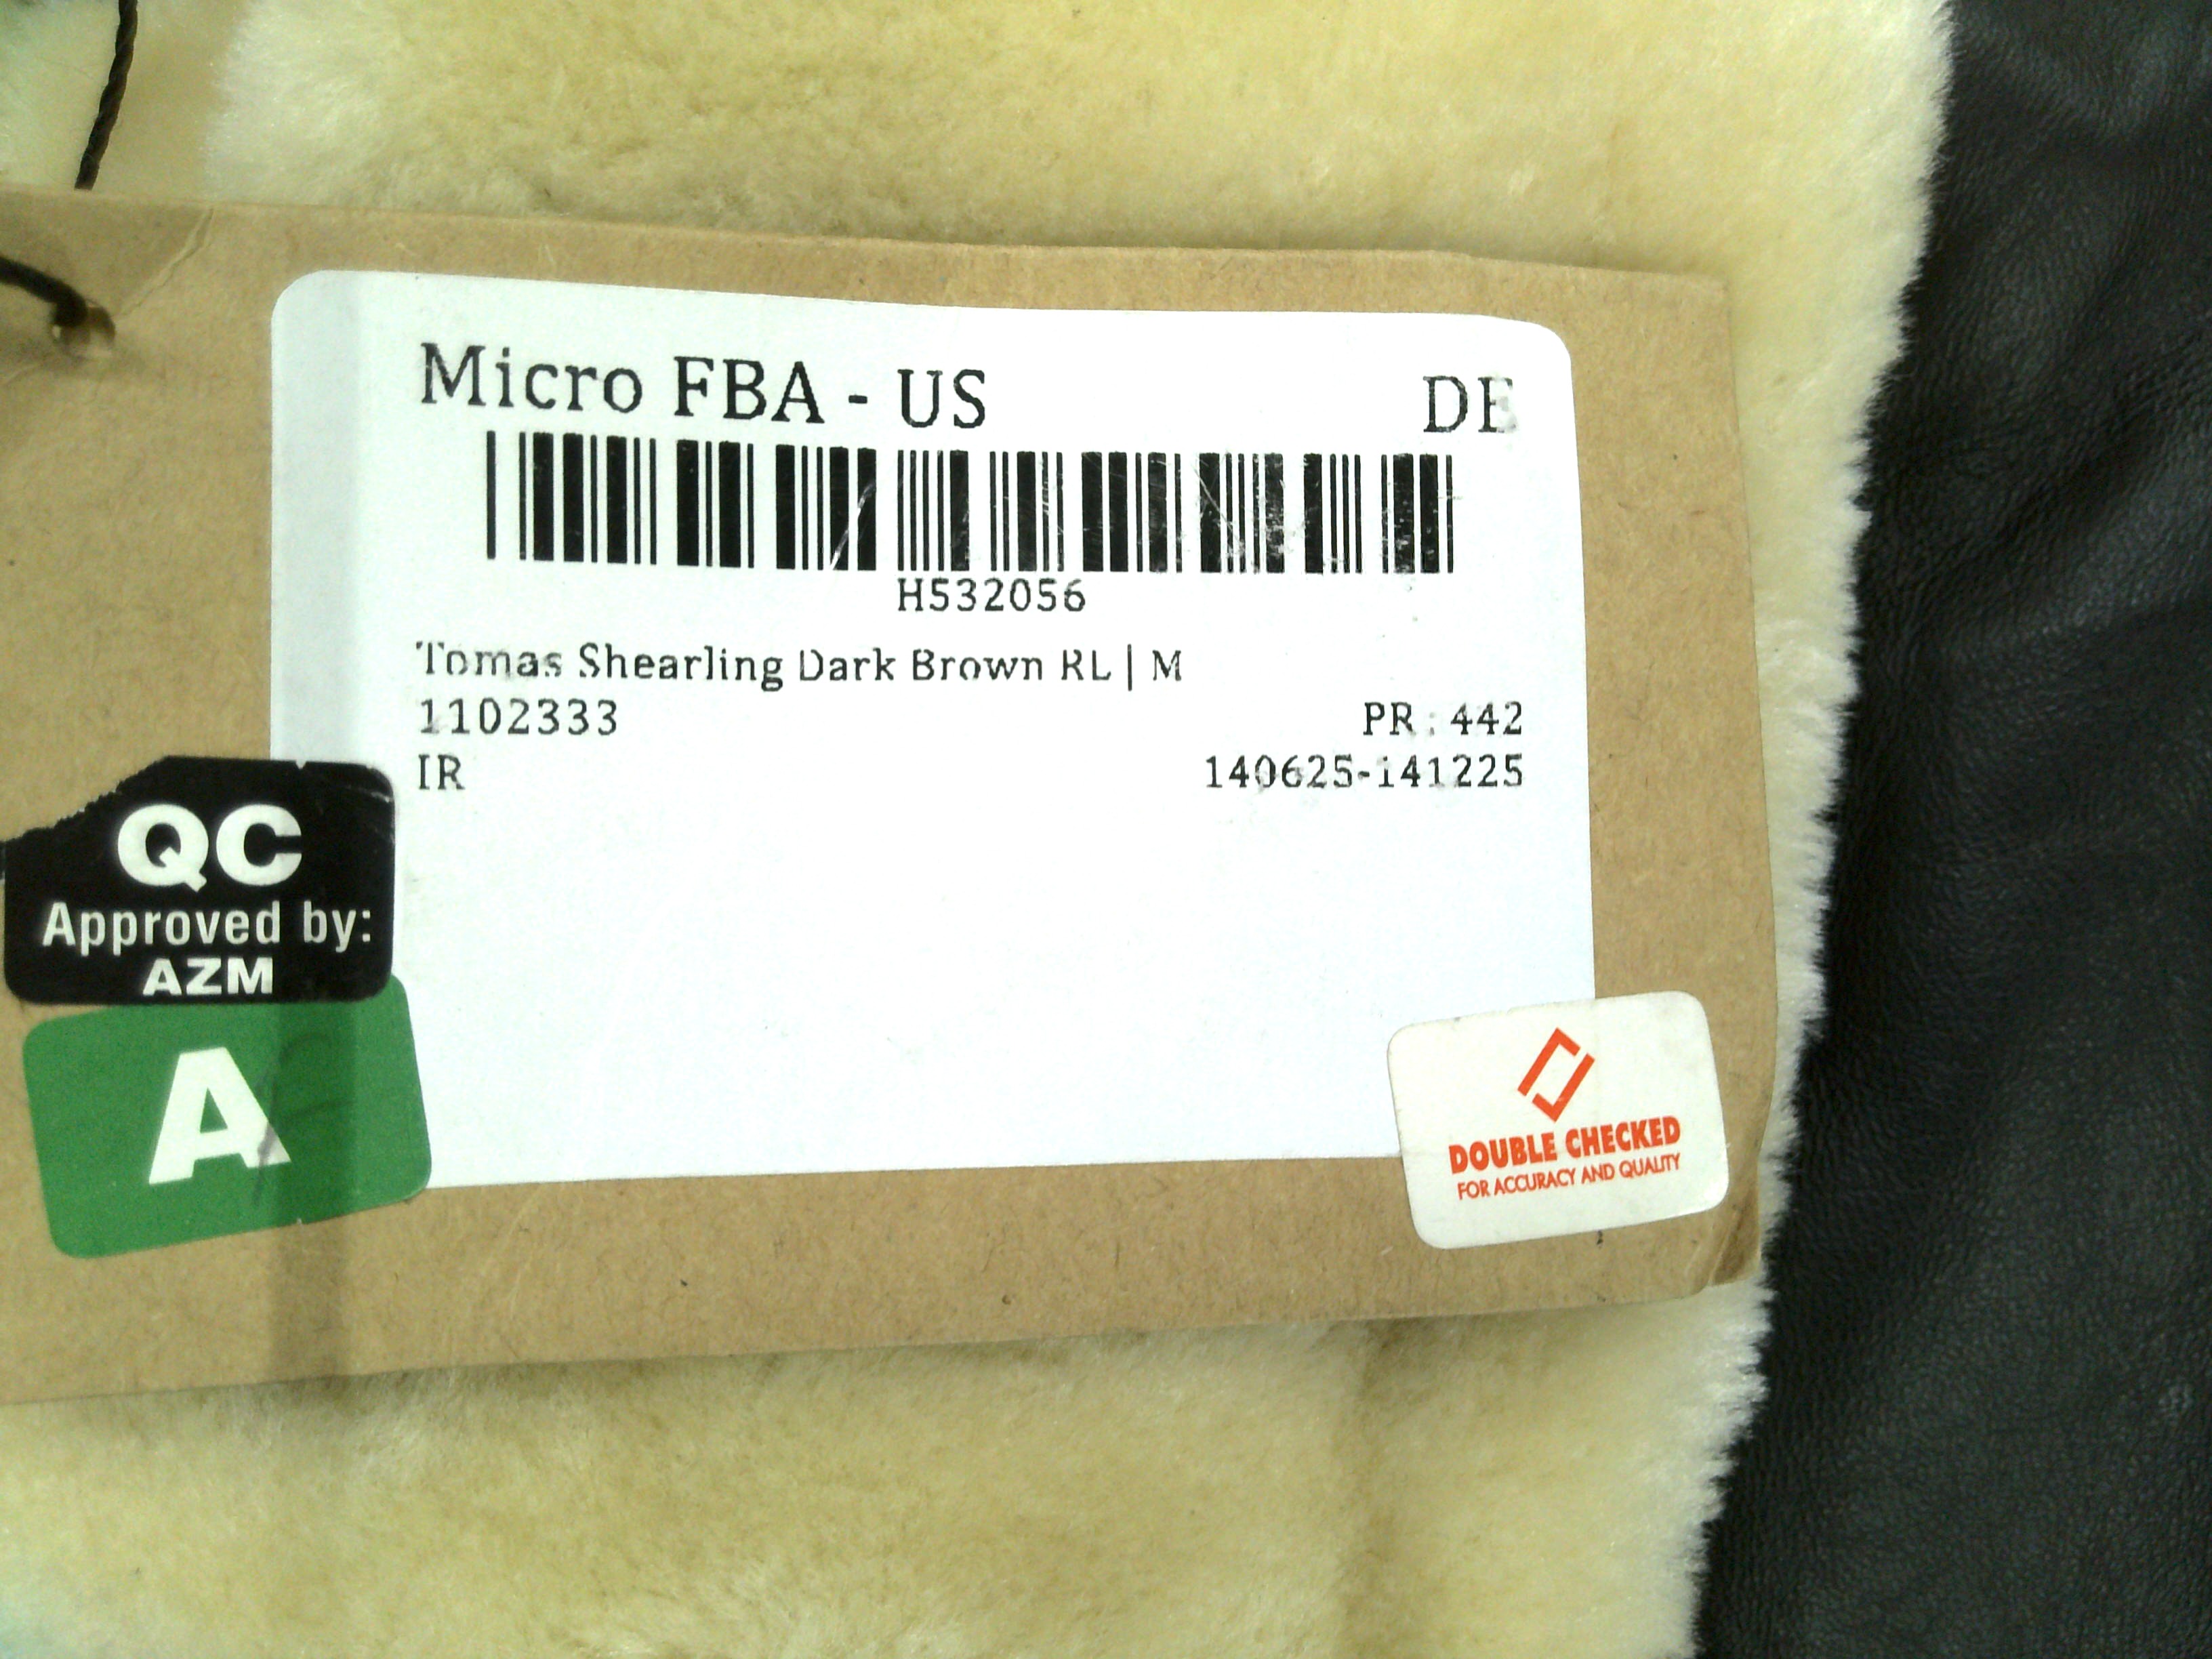 Micro FBA - US DE
H532056
Tomas Shearling Dark Brown RL | M
1102333 PR : 442
IR 140625-141225
QC
Approved by:
AZM
A
DOUBLE CHECKED
FOR ACCURACY AND QUALITY